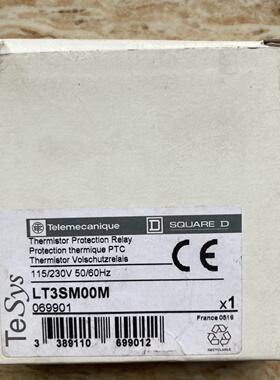 Telemecanique
SQUARE D
Thermistor Protection Relay
Protection thermique PTC
Thermistor Volschutzrelais
115/230V 50/60Hz
LT3SM00M
069901
x1
France 0516
3 389110 699012
RECYCLABLE
TeSys
CE